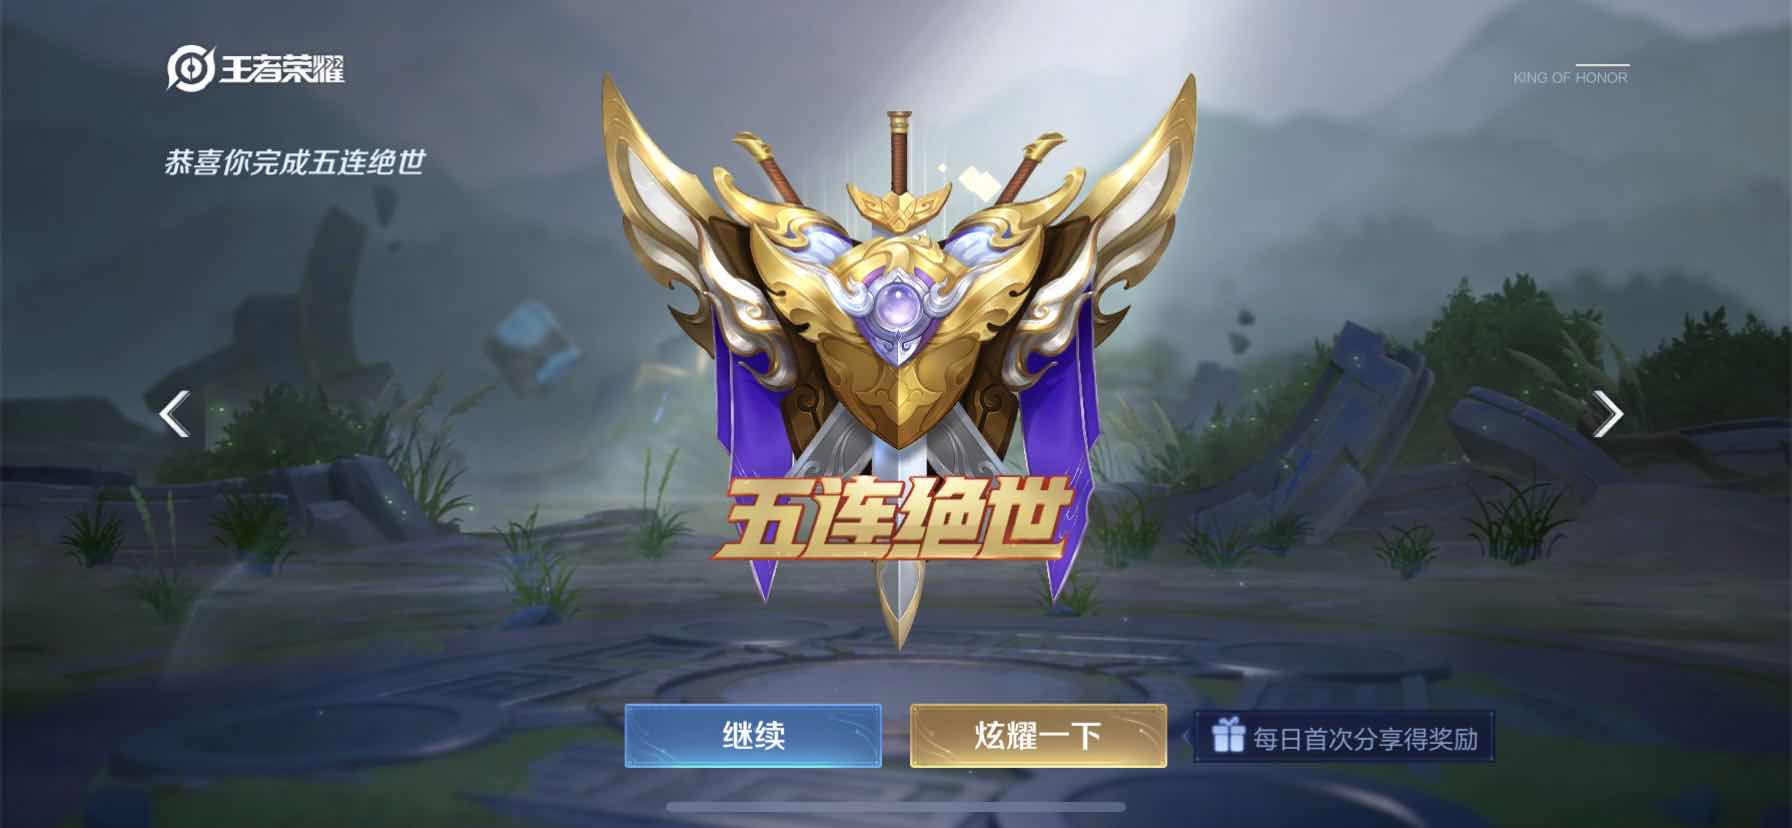 王者荣耀
KING OF HONOR
恭喜你完成五连绝世
五连绝世
继续
炫耀一下
每日首次分享得奖励